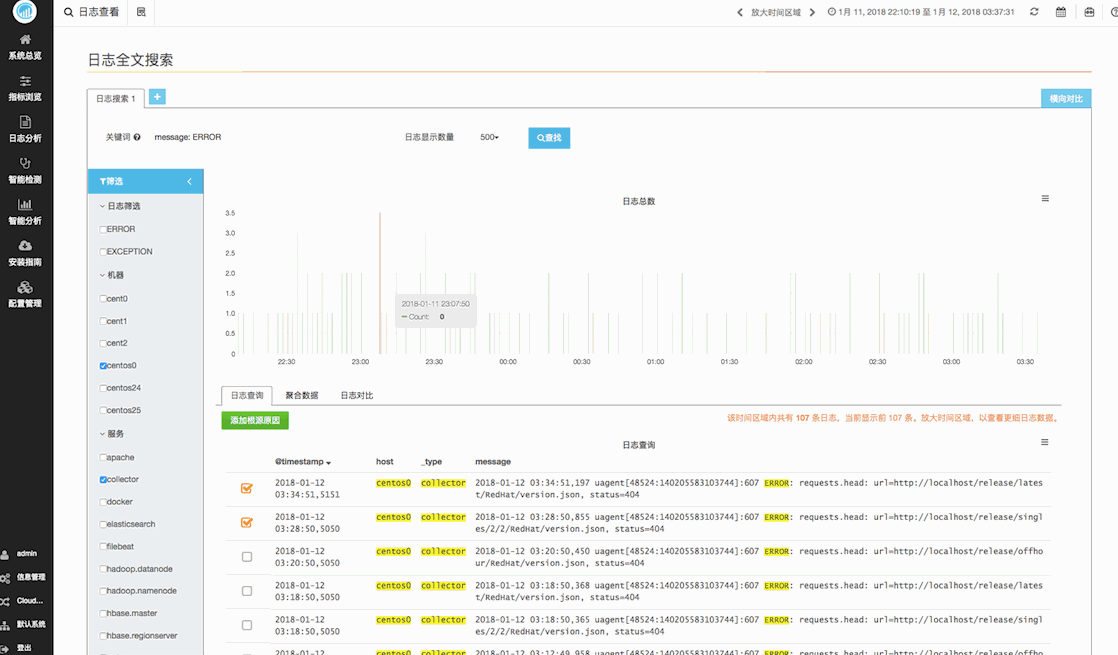 日志查看
放大时间区域
1月 11, 2018 22:10:19 至 1月 12, 2018 03:37:31
系统总览
指标浏览
日志分析
智能检测
智能分析
安装指南
配置管理
admin
信息管理
Cloud...
默认系统
登出
日志全文搜索
日志搜索 1
+
横向对比
关键词
message: ERROR
日志显示数量
500
查找
筛选
日志筛选
ERROR
EXCEPTION
机器
cent0
cent1
cent2
centos0
centos24
centos25
服务
apache
collector
docker
elasticsearch
filebeat
hadoop.datanode
hadoop.namenode
hbase.master
hbase.regionserver
日志总数
3.5
3.0
2.5
2.0
1.5
1.0
0.5
0
2018-01-11 23:07:50
Count: 0
22:30 23:00 23:30 00:00 00:30 01:00 01:30 02:00 02:30 03:00 03:30
日志查询 聚合数据 日志对比
添加根源原因
该时间区域内共有 107 条日志，当前显示前 107 条。放大时间区域，以查看更细日志数据。
日志查询
@timestamp host _type message
2018-01-12 centos0 collector 2018-01-12 03:34:51,197 uagent[48524:140205583103744]:607 ERROR: requests.head: url=http://localhost/release/lates
03:34:51,5151 t/RedHat/version.json, status=404
2018-01-12 centos0 collector 2018-01-12 03:28:50,855 uagent[48524:140205583103744]:607 ERROR: requests.head: url=http://localhost/release/singl
03:28:50,5050 es/2/2/RedHat/version.json, status=404
2018-01-12 centos0 collector 2018-01-12 03:20:50,450 uagent[48524:140205583103744]:607 ERROR: requests.head: url=http://localhost/release/offho
03:20:50,5050 ur/RedHat/version.json, status=404
2018-01-12 centos0 collector 2018-01-12 03:18:50,368 uagent[48524:140205583103744]:607 ERROR: requests.head: url=http://localhost/release/lates
03:18:50,5050 t/RedHat/version.json, status=404
2018-01-12 centos0 collector 2018-01-12 03:18:50,365 uagent[48524:140205583103744]:607 ERROR: requests.head: url=http://localhost/release/singl
03:18:50,5050 es/2/2/RedHat/version.json, status=404
2018-01-12 centos0 collector 2018-01-12 03:12:49,958 uagent[48524:140205583103744]:607 ERROR: requests.head: url=http://localhost/release/offho